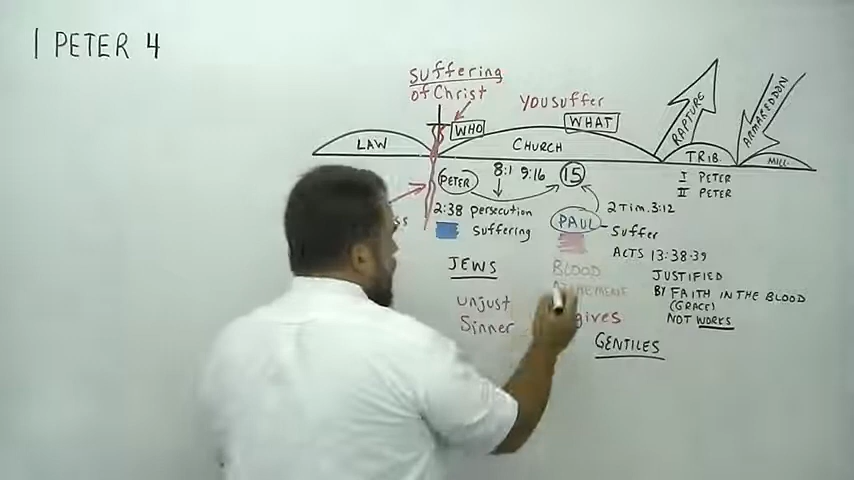 1 PETER 4
Suffering
of Christ
you suffer
WHO
WHAT
LAW
CHURCH
RAPTURE
ARMAGEDDON
TRIB.
MILL.
PETER
8:1 9:16
15
I PETER
II PETER
2:38 persecution
suffering
2 Tim. 3:12
PAUL
Suffer
ACTS 13:38-39
JEWS
BLOOD
JUSTIFIED
BY FAITH IN THE BLOOD
(GRACE)
NOT WORKS
unjust
Sinner
gives
GENTILES